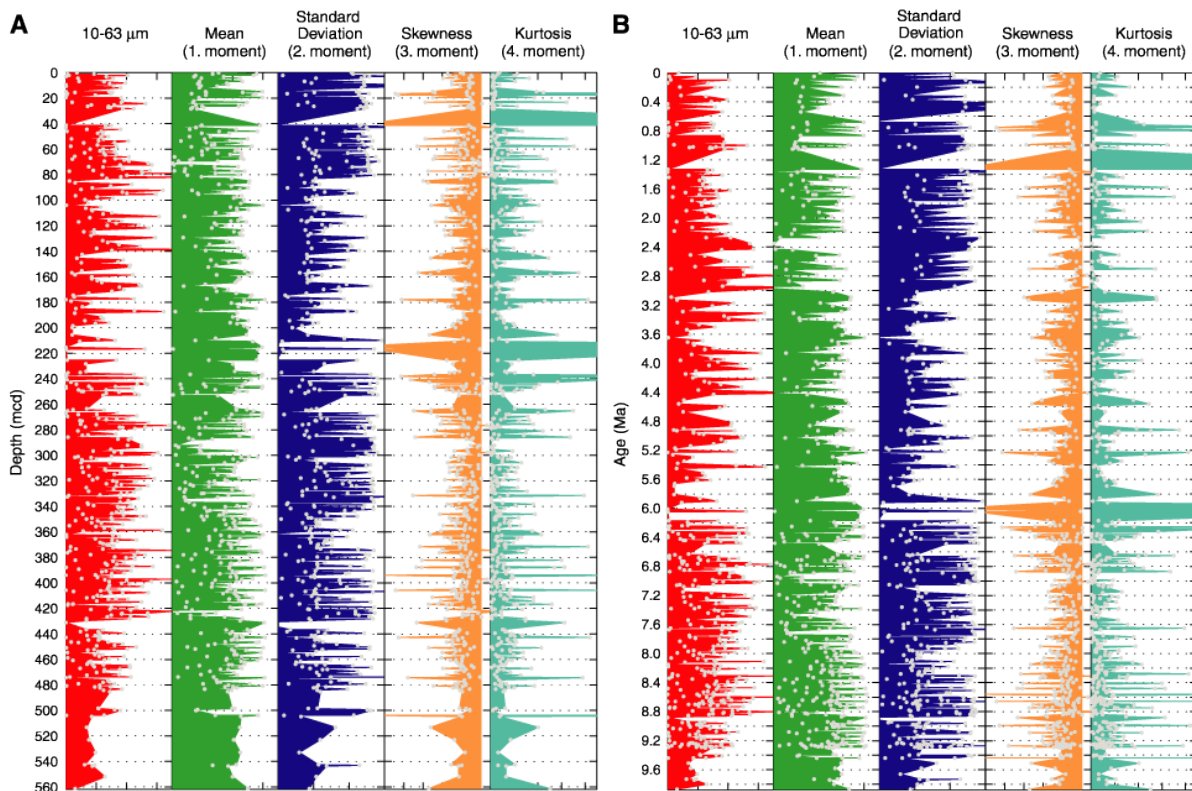 A
10-63 μm
Mean
(1. moment)
Standard
Deviation
(2. moment)
Skewness
(3. moment)
Kurtosis
(4. moment)
Depth (mcd)
0
20
40
60
80
100
120
140
160
180
200
220
240
260
280
300
320
340
360
380
400
420
440
460
480
500
520
540
560
B
10-63 μm
Mean
(1. moment)
Standard
Deviation
(2. moment)
Skewness
(3. moment)
Kurtosis
(4. moment)
Age (Ma)
0
0.4
0.8
1.2
1.6
2.0
2.4
2.8
3.2
3.6
4.0
4.4
4.8
5.2
5.6
6.0
6.4
6.8
7.2
7.6
8.0
8.4
8.8
9.2
9.6